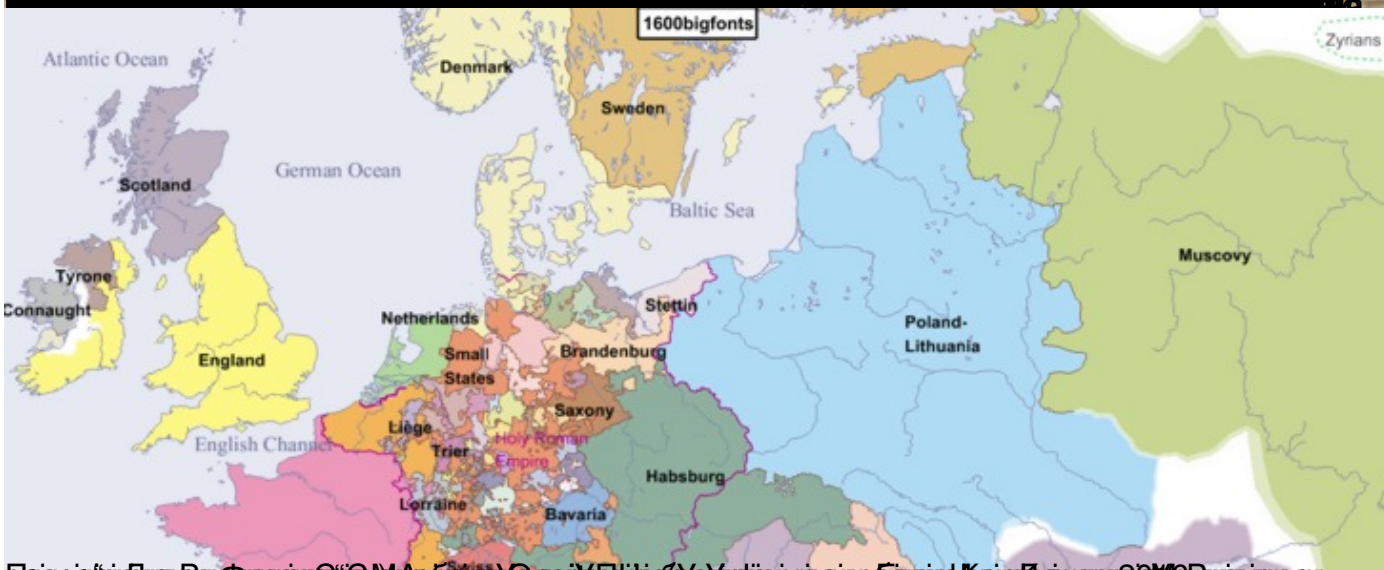 1600bigfonts
Zyrians
Atlantic Ocean
Denmark
Sweden
German Ocean
Scotland
Baltic Sea
Muscovy
Tyrone
Connaught
Stettin
Netherlands
Poland-
Lithuania
England
Small
States
Brandenburg
Saxony
Liège
English Channel
Holy Roman
Empire
Trier
Habsburg
Lorraine
Bavaria
Swiss